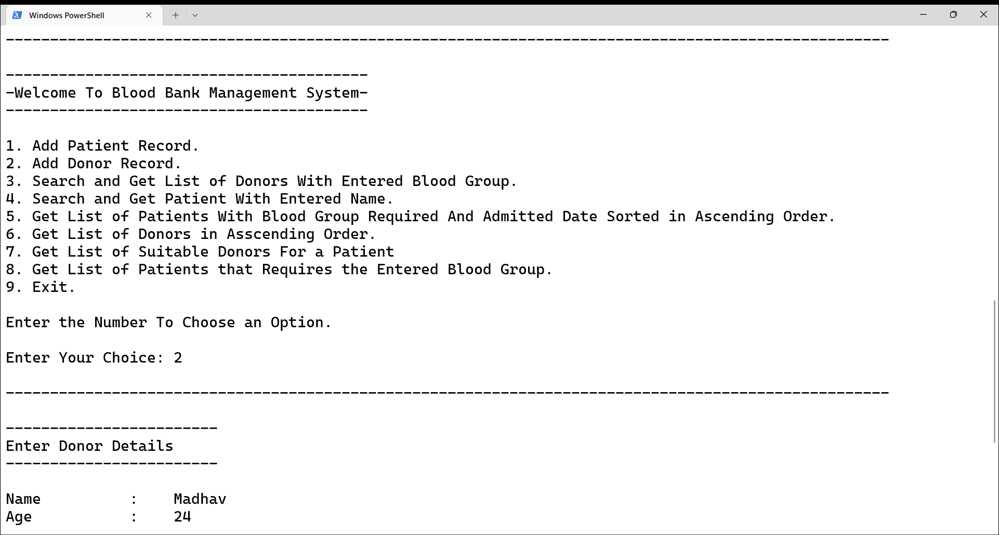 Windows PowerShell
----------------------------------------------------------------------------------------------------
-----------------------------------------
-Welcome To Blood Bank Management System-
-----------------------------------------
1. Add Patient Record.
2. Add Donor Record.
3. Search and Get List of Donors With Entered Blood Group.
4. Search and Get Patient With Entered Name.
5. Get List of Patients With Blood Group Required And Admitted Date Sorted in Ascending Order.
6. Get List of Donors in Asscending Order.
7. Get List of Suitable Donors For a Patient
8. Get List of Patients that Requires the Entered Blood Group.
9. Exit.
Enter the Number To Choose an Option.
Enter Your Choice: 2
----------------------------------------------------------------------------------------------------
------------------------
Enter Donor Details
------------------------
Name : Madhav
Age : 24